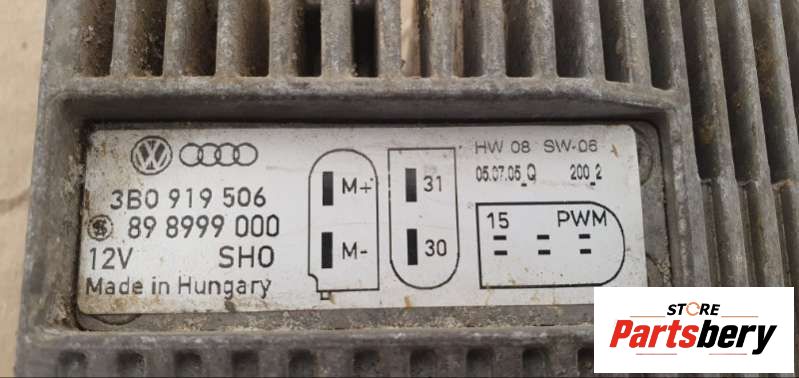 3B0 919 506
89 8999 000
12V SHO
Made in Hungary
M+
M-
31
30
HW 08 SW-06
05.07.05_Q 200_2
15 PWM
STORE
Partsbery